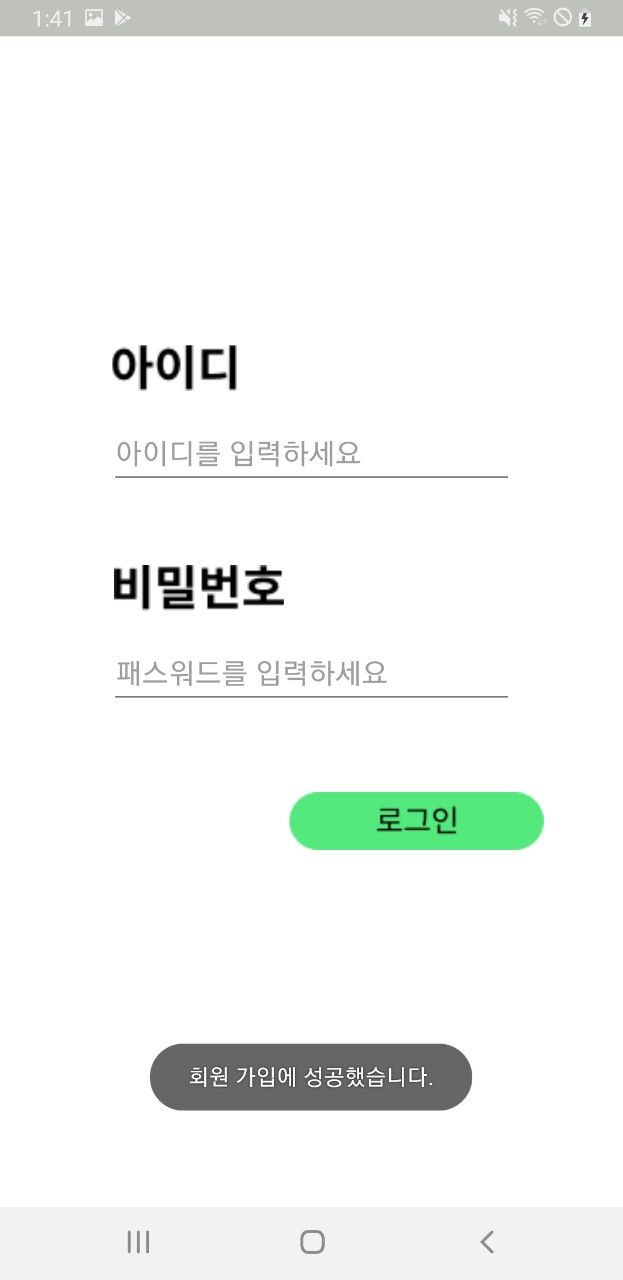 1:41
아이디
아이디를 입력하세요
비밀번호
패스워드를 입력하세요
로그인
회원 가입에 성공했습니다.